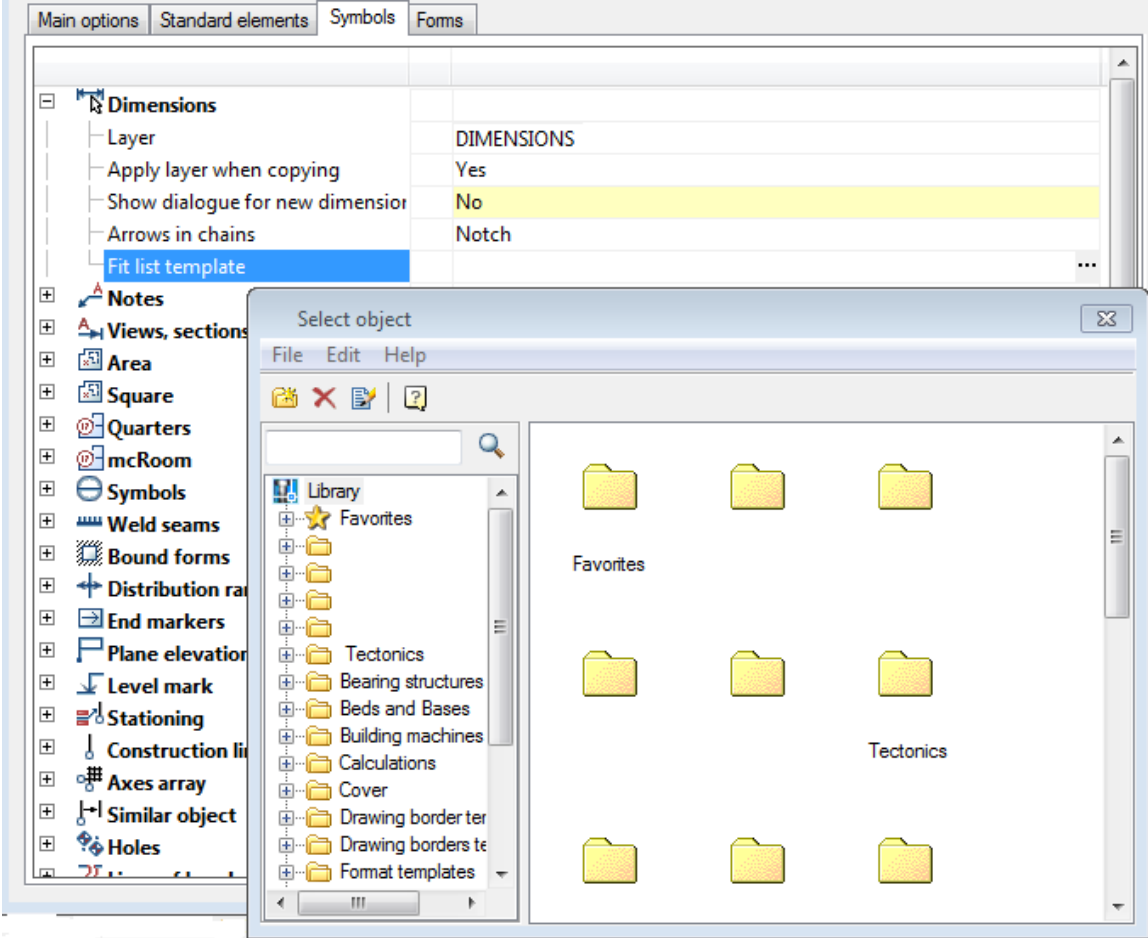 Main options
Standard elements
Symbols
Forms
Dimensions
Layer
DIMENSIONS
Apply layer when copying
Yes
Show dialogue for new dimension
No
Arrows in chains
Notch
Fit list template
...
Notes
Views, sections
Area
Square
Quarters
mcRoom
Symbols
Weld seams
Bound forms
Distribution ra
End markers
Plane elevation
Level mark
Stationing
Construction li
Axes array
Similar object
Holes
Select object
File Edit Help
Library
Favorites
Tectonics
Bearing structures
Beds and Bases
Building machines
Calculations
Cover
Drawing border ter
Drawing borders te
Format templates
Favorites
Tectonics